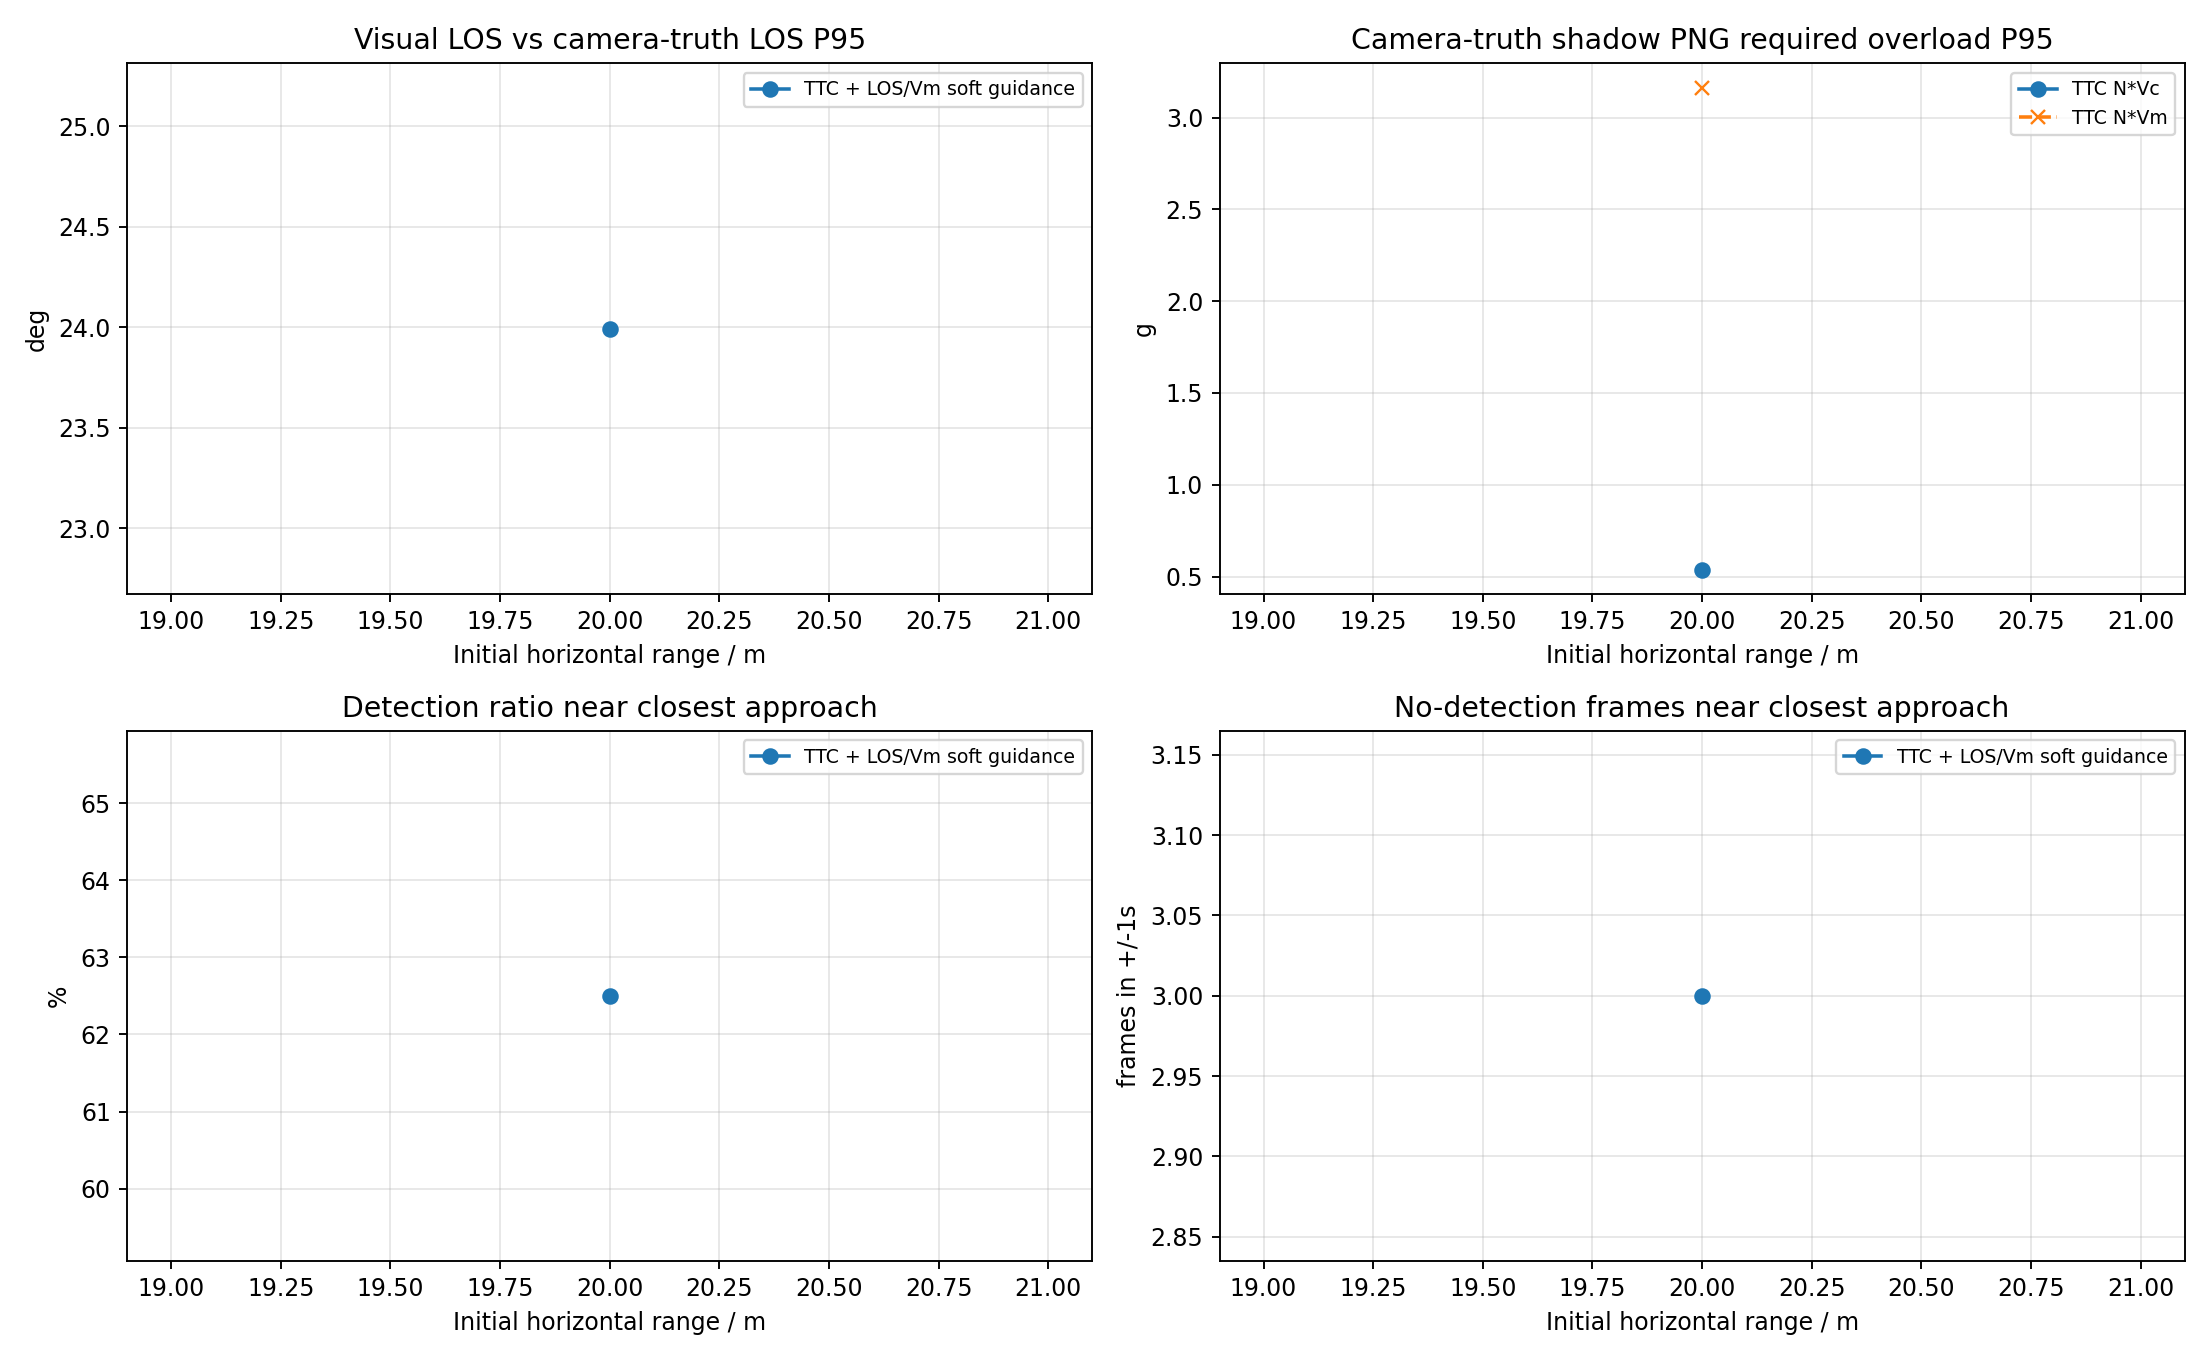 Visual LOS vs camera-truth LOS P95
TTC + LOS/Vm soft guidance
deg
25.0
24.5
24.0
23.5
23.0
19.00 19.25 19.50 19.75 20.00 20.25 20.50 20.75 21.00
Initial horizontal range / m
Camera-truth shadow PNG required overload P95
TTC N*Vc
TTC N*Vm
g
3.0
2.5
2.0
1.5
1.0
0.5
19.00 19.25 19.50 19.75 20.00 20.25 20.50 20.75 21.00
Initial horizontal range / m
Detection ratio near closest approach
TTC + LOS/Vm soft guidance
%
65
64
63
62
61
60
19.00 19.25 19.50 19.75 20.00 20.25 20.50 20.75 21.00
Initial horizontal range / m
No-detection frames near closest approach
TTC + LOS/Vm soft guidance
frames in +/-1s
3.15
3.10
3.05
3.00
2.95
2.90
2.85
19.00 19.25 19.50 19.75 20.00 20.25 20.50 20.75 21.00
Initial horizontal range / m